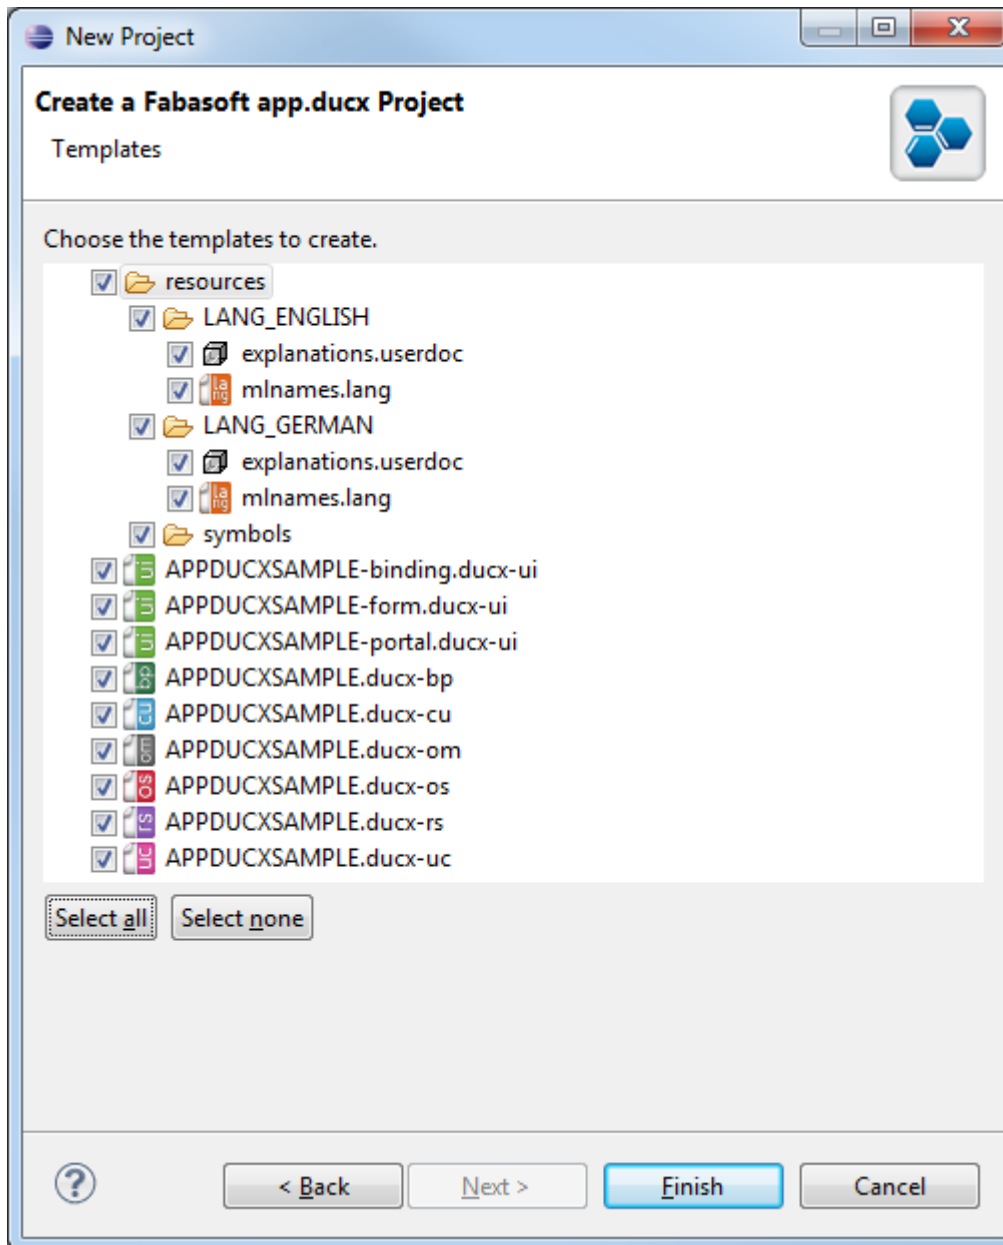 New Project
Create a Fabasoft app.ducx Project
Templates
Choose the templates to create.
resources
LANG_ENGLISH
explanations.userdoc
mlnames.lang
LANG_GERMAN
explanations.userdoc
mlnames.lang
symbols
APPDUCXSAMPLE-binding.ducx-ui
APPDUCXSAMPLE-form.ducx-ui
APPDUCXSAMPLE-portal.ducx-ui
APPDUCXSAMPLE.ducx-bp
APPDUCXSAMPLE.ducx-cu
APPDUCXSAMPLE.ducx-om
APPDUCXSAMPLE.ducx-os
APPDUCXSAMPLE.ducx-rs
APPDUCXSAMPLE.ducx-uc
Select all Select none
? < Back Next > Finish Cancel